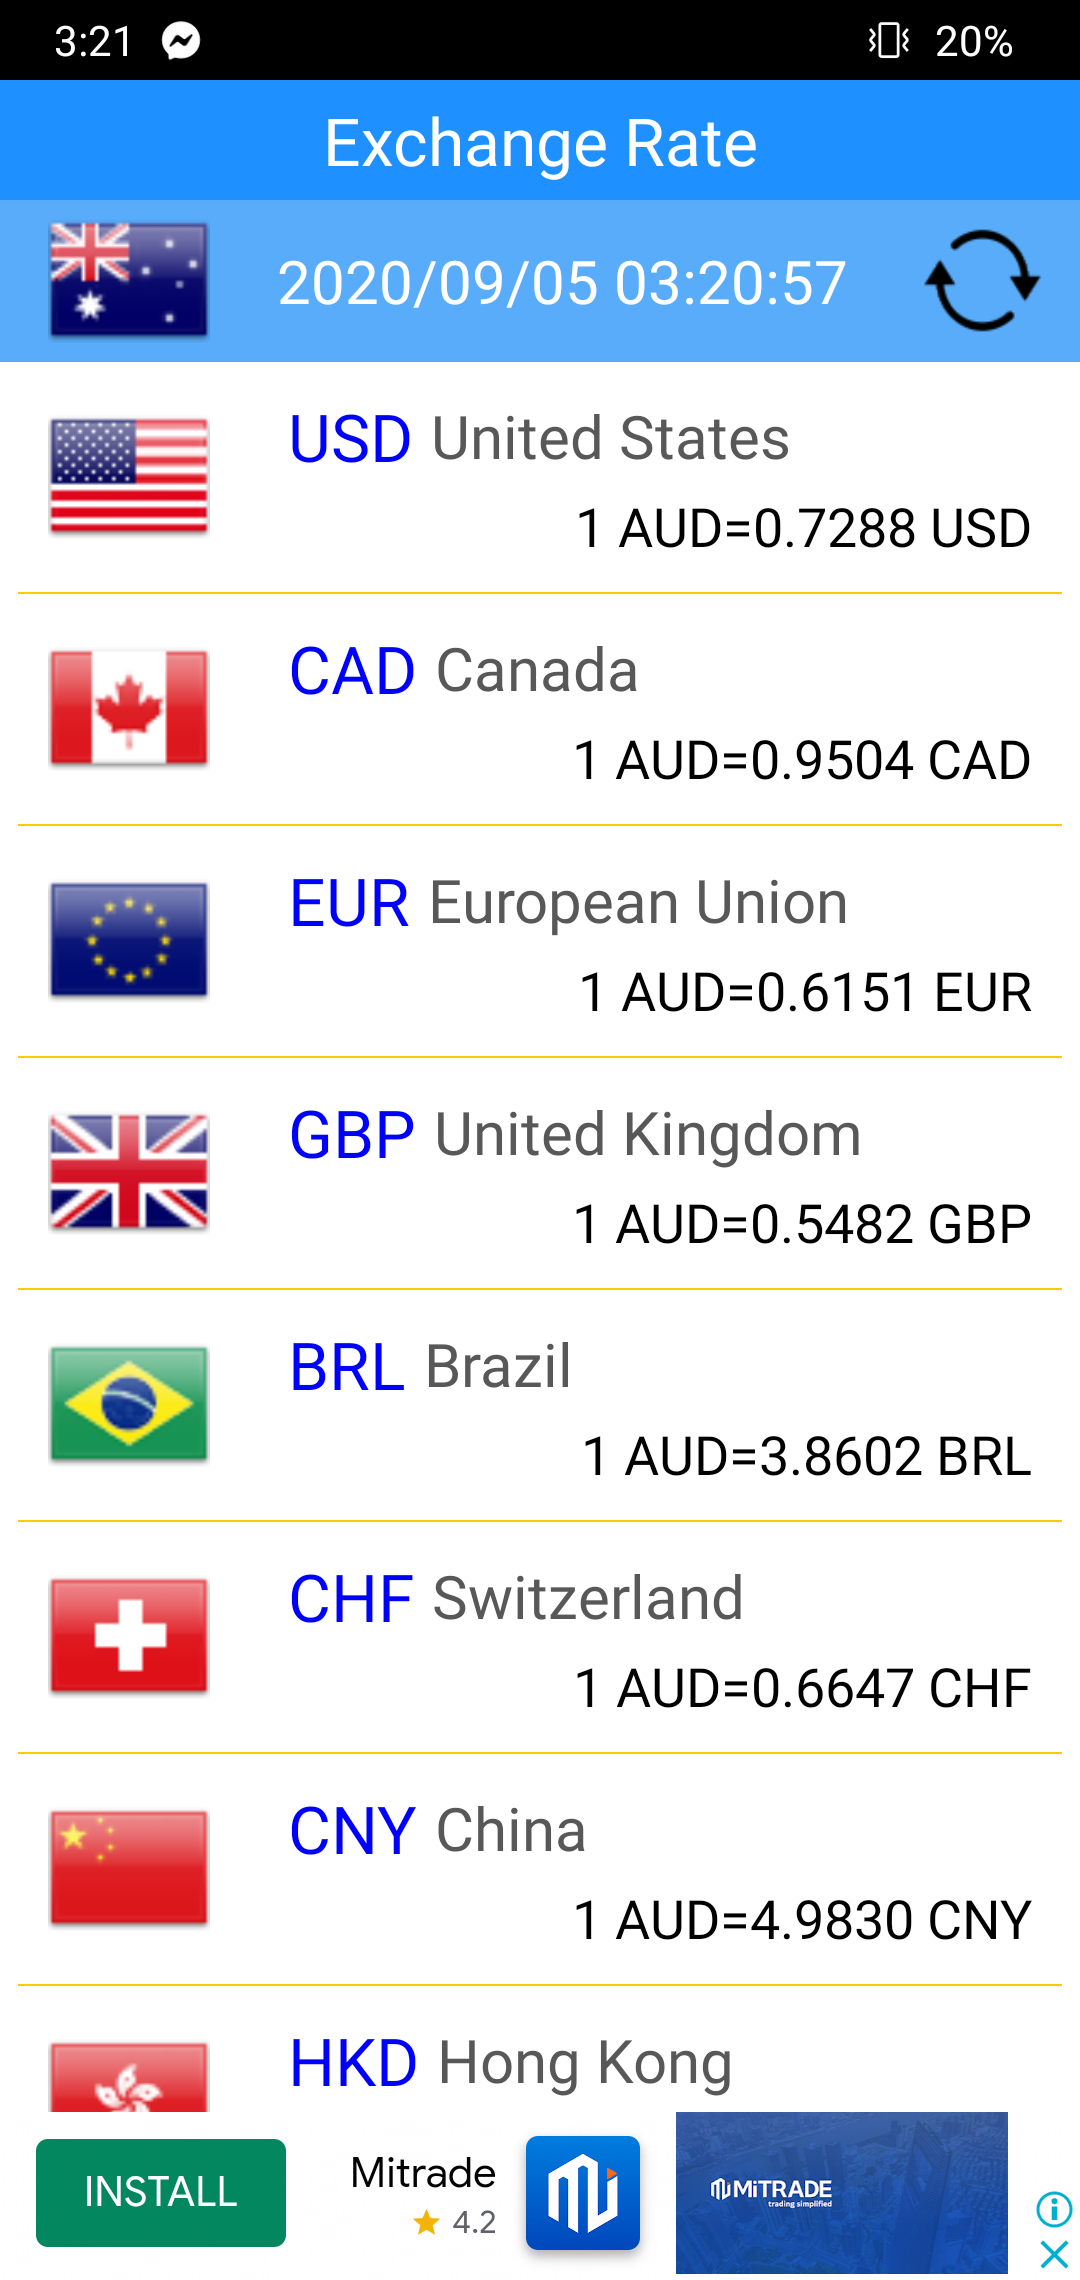 3:21 20%
Exchange Rate
2020/09/05 03:20:57
USD United States
1 AUD=0.7288 USD
CAD Canada
1 AUD=0.9504 CAD
EUR European Union
1 AUD=0.6151 EUR
GBP United Kingdom
1 AUD=0.5482 GBP
BRL Brazil
1 AUD=3.8602 BRL
CHF Switzerland
1 AUD=0.6647 CHF
CNY China
1 AUD=4.9830 CNY
HKD Hong Kong
INSTALL
Mitrade
4.2
MiTRADE
trading simplified